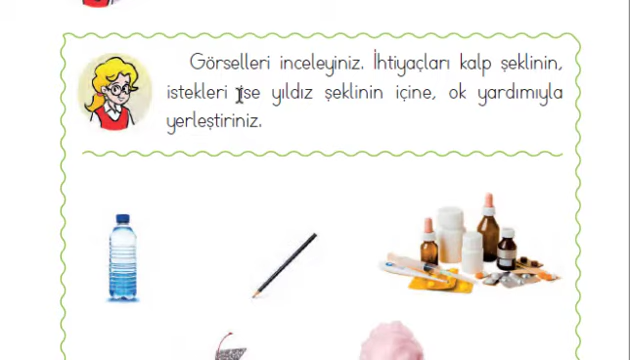 Görselleri inceleyiniz. İhtiyaçları kalp şeklinin,
istekleri ise yıldız şeklinin içine, ok yardımıyla
yerleştiriniz.